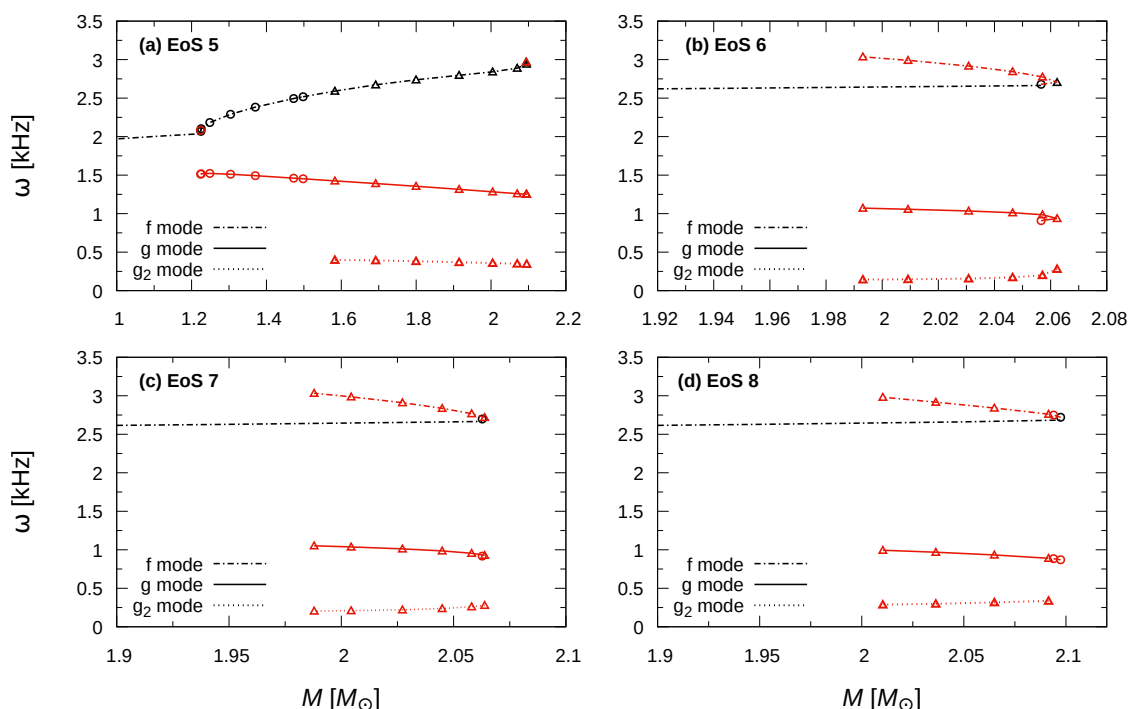 (a) EoS 5
3.5
3
2.5
2
1.5
1
0.5
0
ω [kHz]
f mode
g mode
g₂ mode
1 1.2 1.4 1.6 1.8 2 2.2
(b) EoS 6
3.5
3
2.5
2
1.5
1
0.5
0
f mode
g mode
g₂ mode
1.92 1.94 1.96 1.98 2 2.02 2.04 2.06 2.08
(c) EoS 7
3.5
3
2.5
2
1.5
1
0.5
0
ω [kHz]
f mode
g mode
g₂ mode
1.9 1.95 2 2.05 2.1
M [M⊙]
(d) EoS 8
3.5
3
2.5
2
1.5
1
0.5
0
f mode
g mode
g₂ mode
1.9 1.95 2 2.05 2.1
M [M⊙]